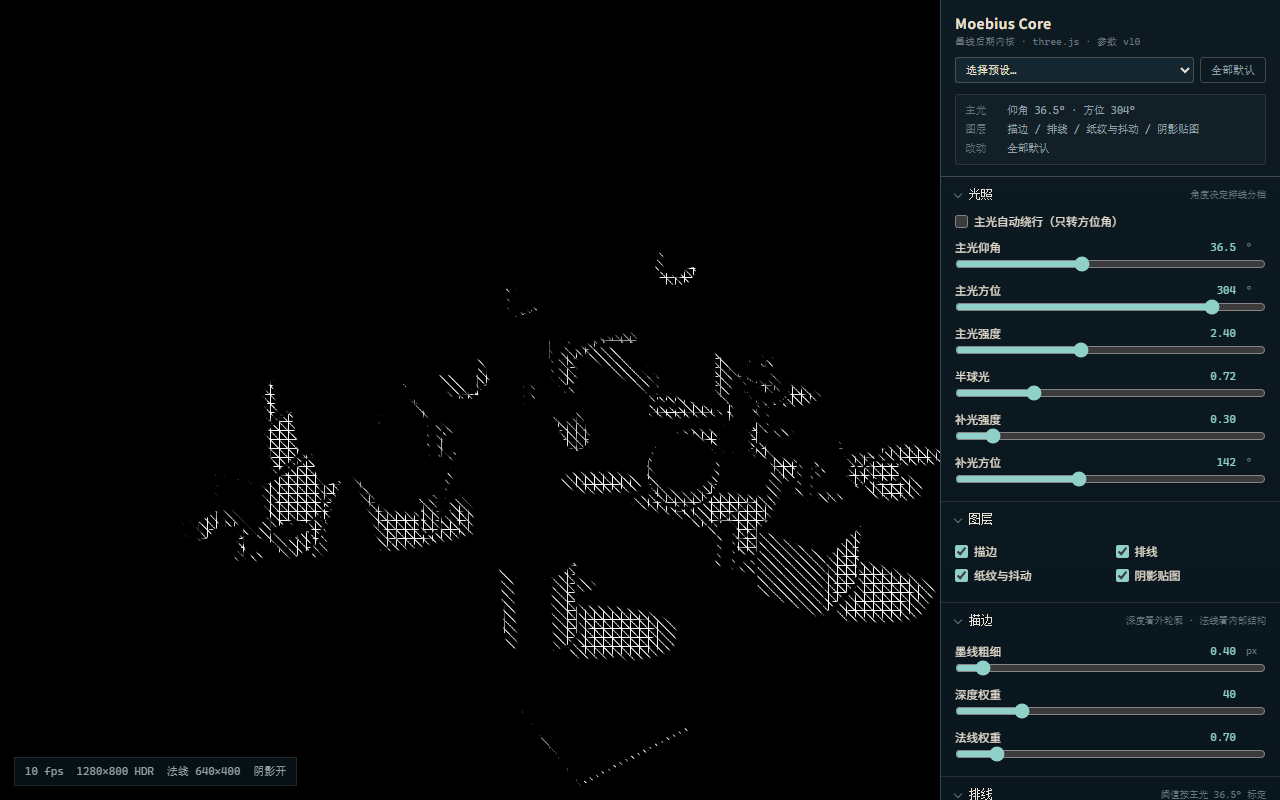 Moebius Core
墨线后期内核 · three.js · 参数 v10
选择预设… 全部默认
主光 仰角 36.5° · 方位 304°
图层 描边 / 排线 / 纸纹与抖动 / 阴影贴图
改动 全部默认
光照 角度决定排线分档
主光自动绕行（只转方位角）
主光仰角 36.5 °
主光方位 304 °
主光强度 2.40
半球光 0.72
补光强度 0.30
补光方位 142 °
图层
描边 排线
纸纹与抖动 阴影贴图
描边 深度著外轮廓 · 法线著内部结构
墨线粗细 0.40 px
深度权重 40
法线权重 0.70
排线 阈值按主光 36.5° 标定
10 fps 1280×800 HDR 法线 640×400 阴影开